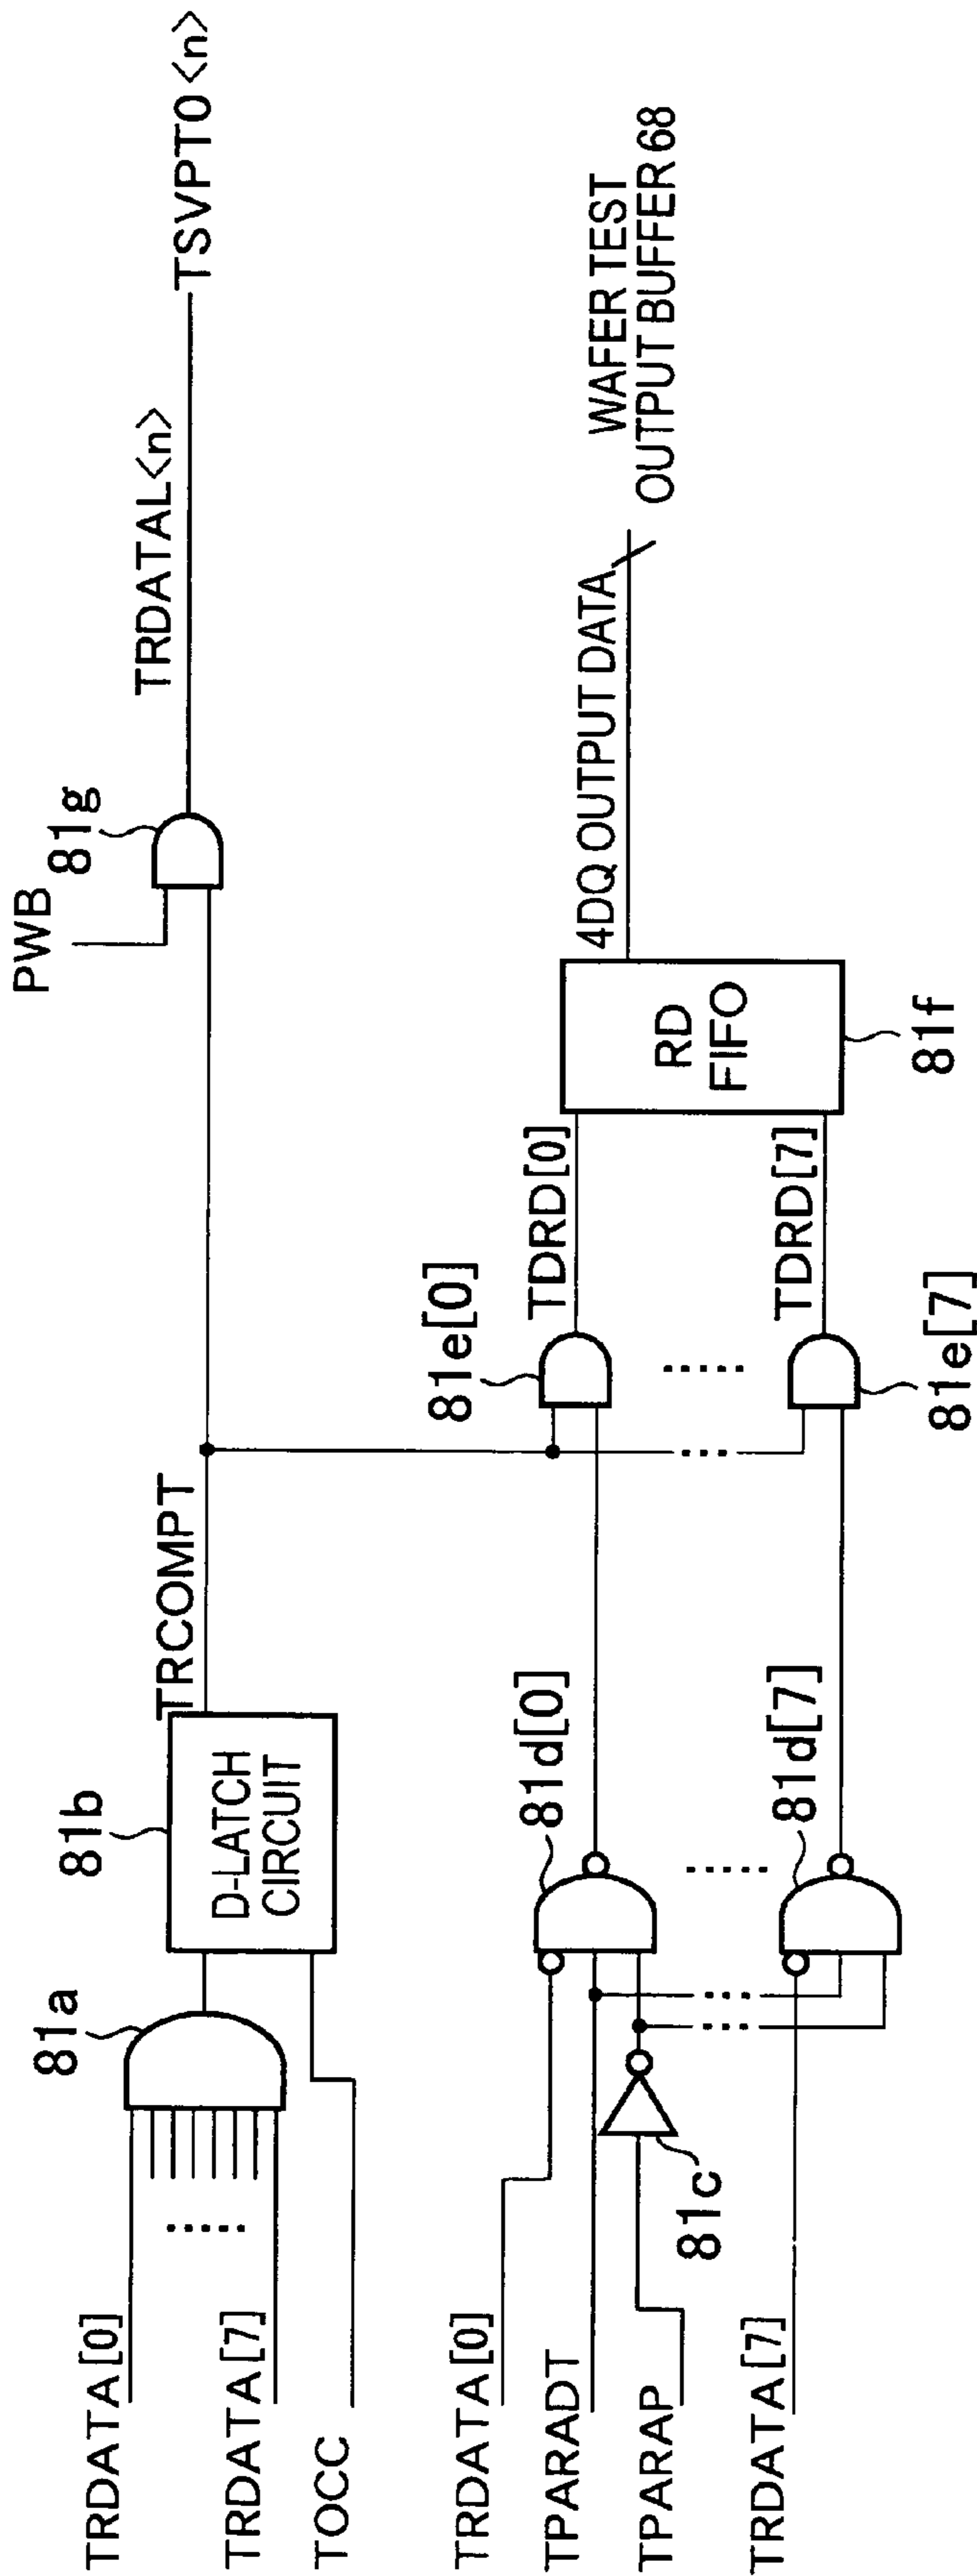 TRDATA[0]
TRDATA[7]
TOCC
81a
81b
D-LATCH
CIRCUIT
TRCOMPT
PWB
81g
TRDATAL<n>
TSVPT0<n>
TRDATA[0]
TPARADT
TPARAP
TRDATA[7]
81c
81d[0]
81d[7]
81e[0]
81e[7]
TDRD[0]
TDRD[7]
RD
FIFO
81f
4DQ OUTPUT DATA
WAFER TEST
OUTPUT BUFFER 68